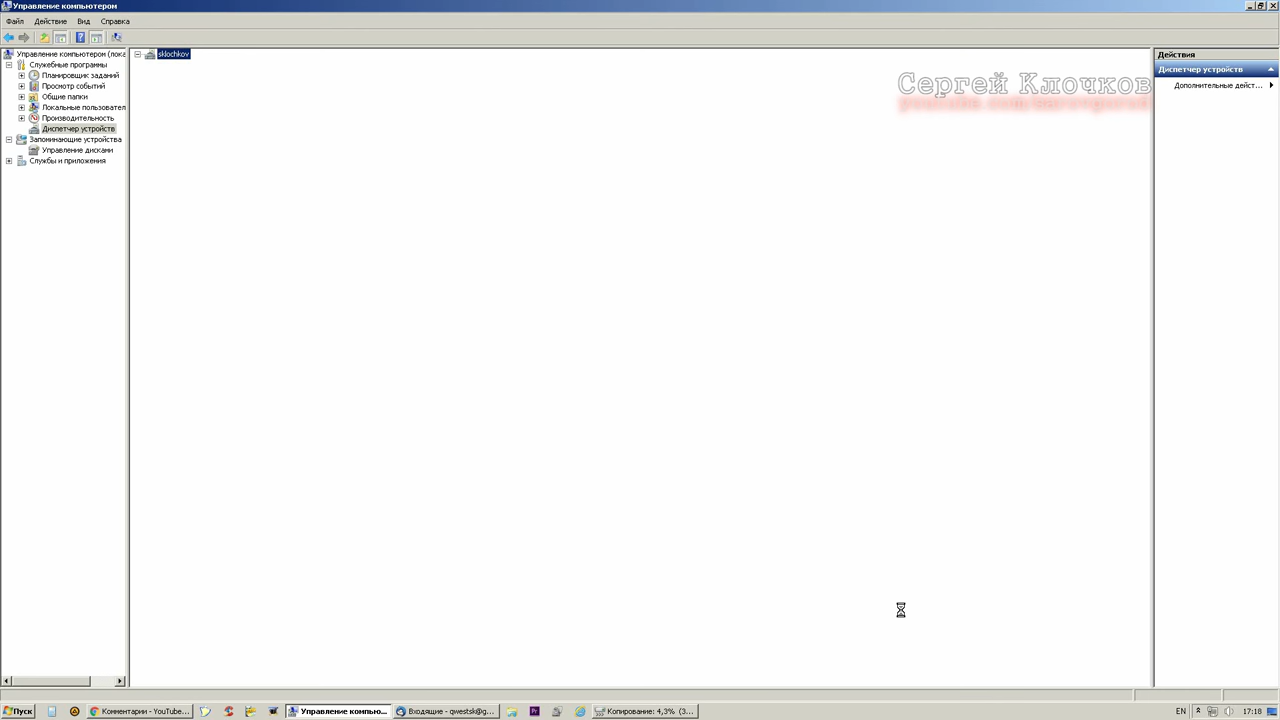 Управление компьютером
Файл Действие Вид Справка
Управление компьютером (лока
Служебные программы
Планировщик заданий
Просмотр событий
Общие папки
Локальные пользовател
Производительность
Диспетчер устройств
Запоминающие устройства
Управление дисками
Службы и приложения
sklochkov
Сергей Клочков
Действия
Диспетчер устройств
Дополнительные дейст...
Пуск
Комментарии - YouTube...
Управление компью...
Входящие - qwestsk@g...
Pr
Копирование: 4,3% (3...
EN
17:18